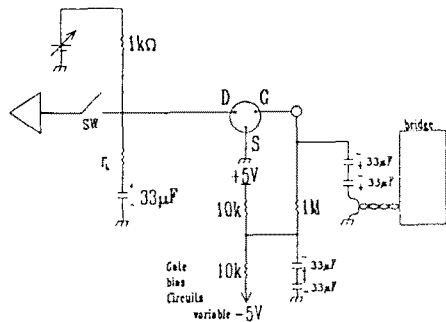 1kΩ
D G
bridge
SW
S
33µF
33µF
+5V
33µF
10k
1M
10k
Gate
bias
Circuits
variable -5V
33µF
33µF